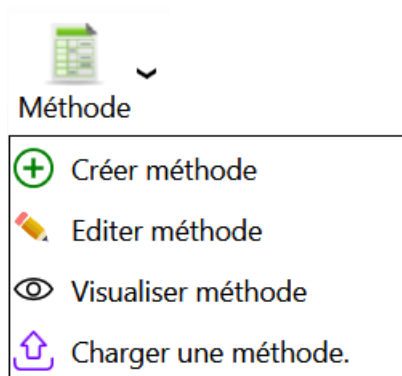 Méthode
Créer méthode
Editer méthode
Visualiser méthode
Charger une méthode.